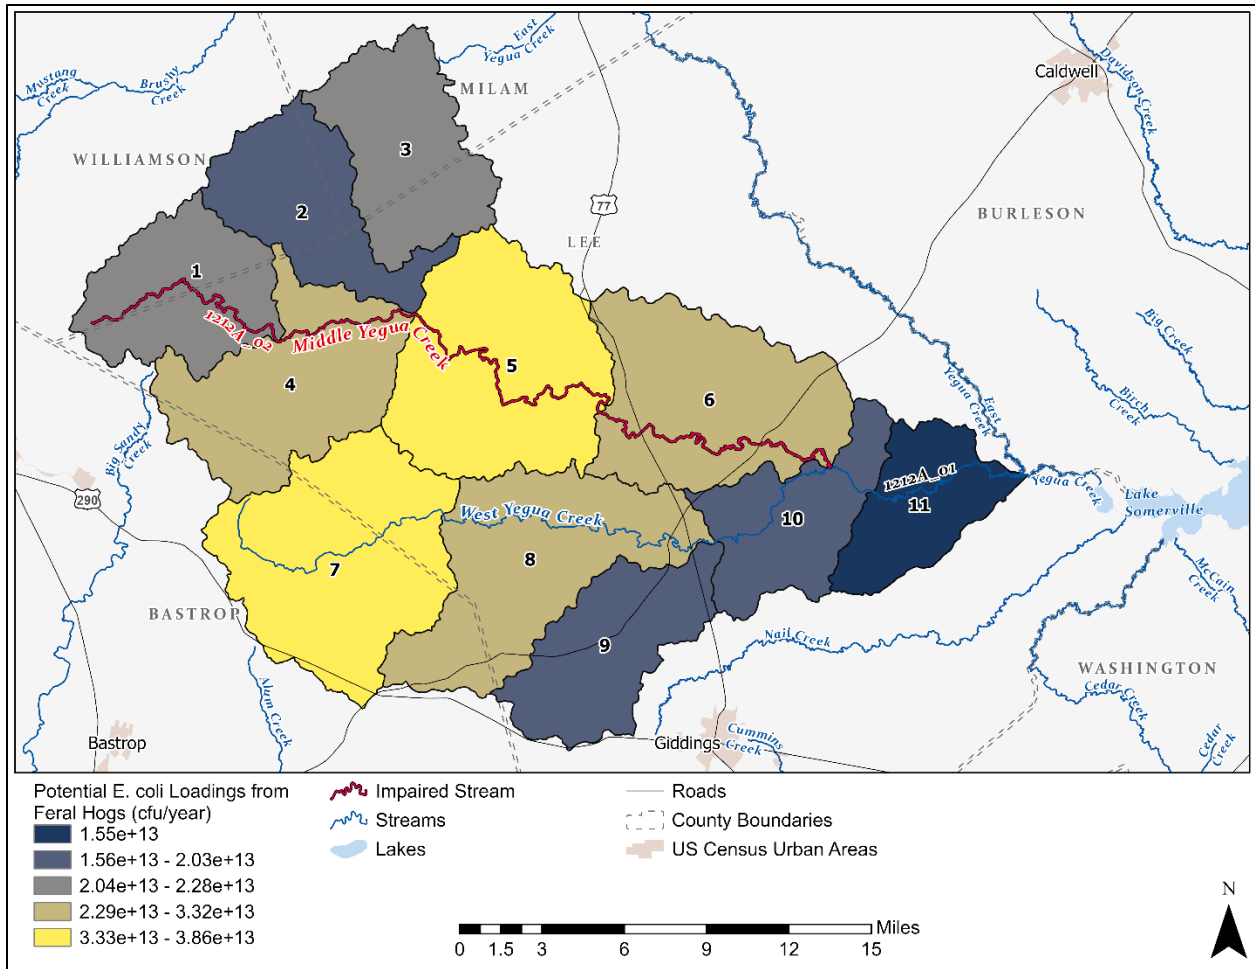 East
Yegua Creek
Mustang
Creek
Brushy
Creek
MILAM
Caldwell
Davidson Creek
WILLIAMSON
3
2
77
BURLESON
LEE
1
1212A_02
Middle Yegua
Creek
5
4
6
Big Creek
Birch
Creek
East
Yegua Creek
Big Sandy
Creek
290
1212A_01
11
Yegua Creek
Lake
Somerville
West Yegua Creek
10
8
7
BASTROP
9
McCain
Creek
Nail Creek
WASHINGTON
Cedar Creek
Alum Creek
Bastrop
Giddings
Cummins
Creek
Cedar
Creek
Potential E. coli Loadings from
Feral Hogs (cfu/year)
1.55e+13
1.56e+13 - 2.03e+13
2.04e+13 - 2.28e+13
2.29e+13 - 3.32e+13
3.33e+13 - 3.86e+13
Impaired Stream
Streams
Lakes
Roads
County Boundaries
US Census Urban Areas
Miles
0 1.5 3 6 9 12 15
N